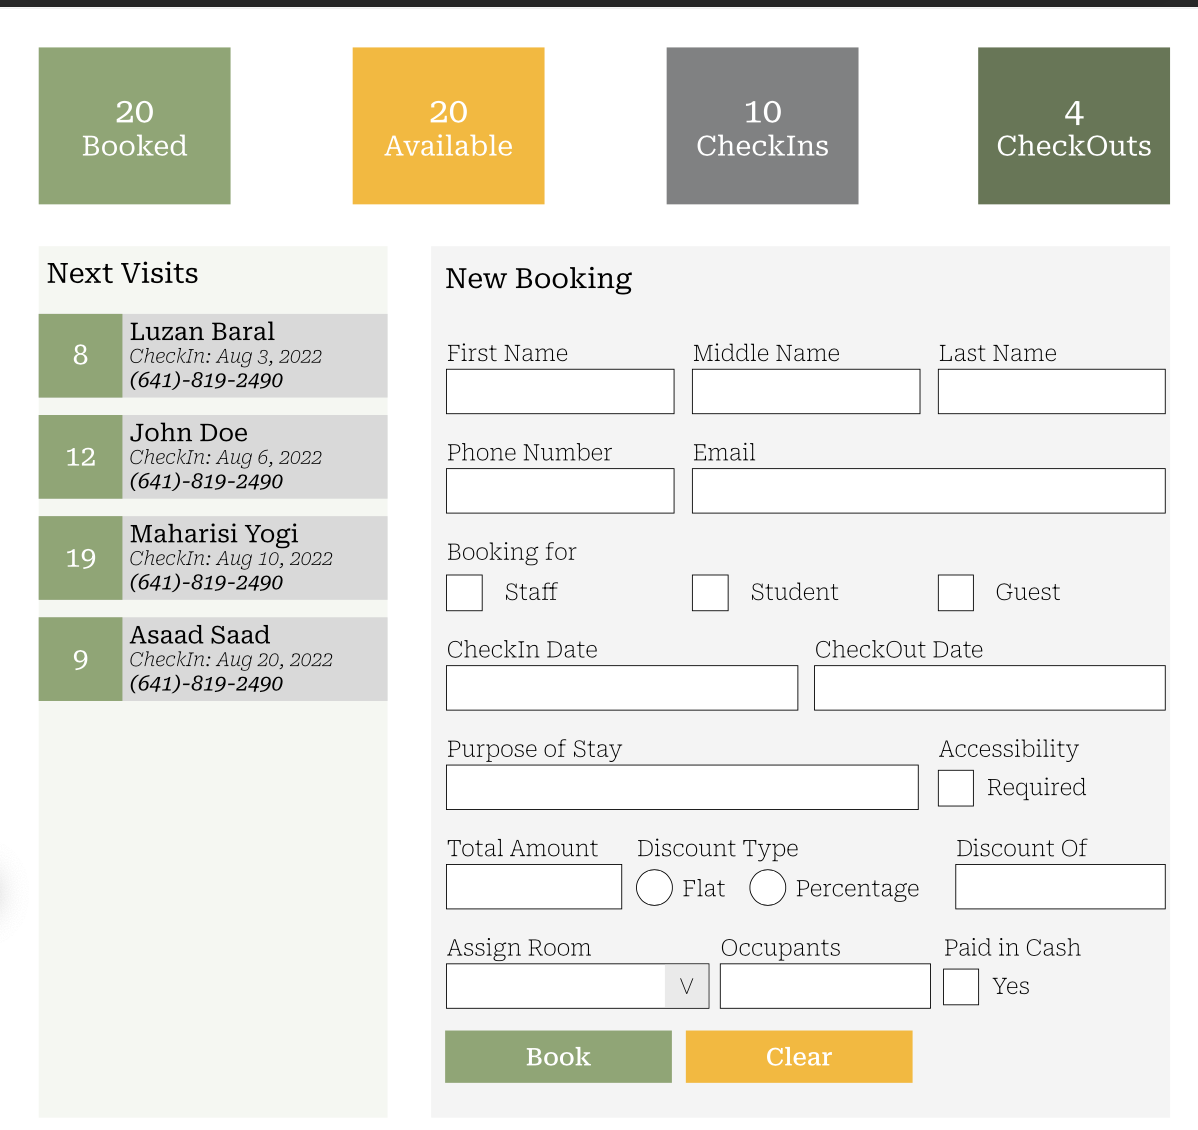 20
Booked
20
Available
10
CheckIns
4
CheckOuts
Next Visits
8
Luzan Baral
CheckIn: Aug 3, 2022
(641)-819-2490
12
John Doe
CheckIn: Aug 6, 2022
(641)-819-2490
19
Maharisi Yogi
CheckIn: Aug 10, 2022
(641)-819-2490
9
Asaad Saad
CheckIn: Aug 20, 2022
(641)-819-2490
New Booking
First Name Middle Name Last Name
Phone Number Email
Booking for
Staff Student Guest
CheckIn Date CheckOut Date
Purpose of Stay Accessibility
Required
Total Amount Discount Type Discount Of
Flat Percentage
Assign Room Occupants Paid in Cash
V Yes
Book Clear